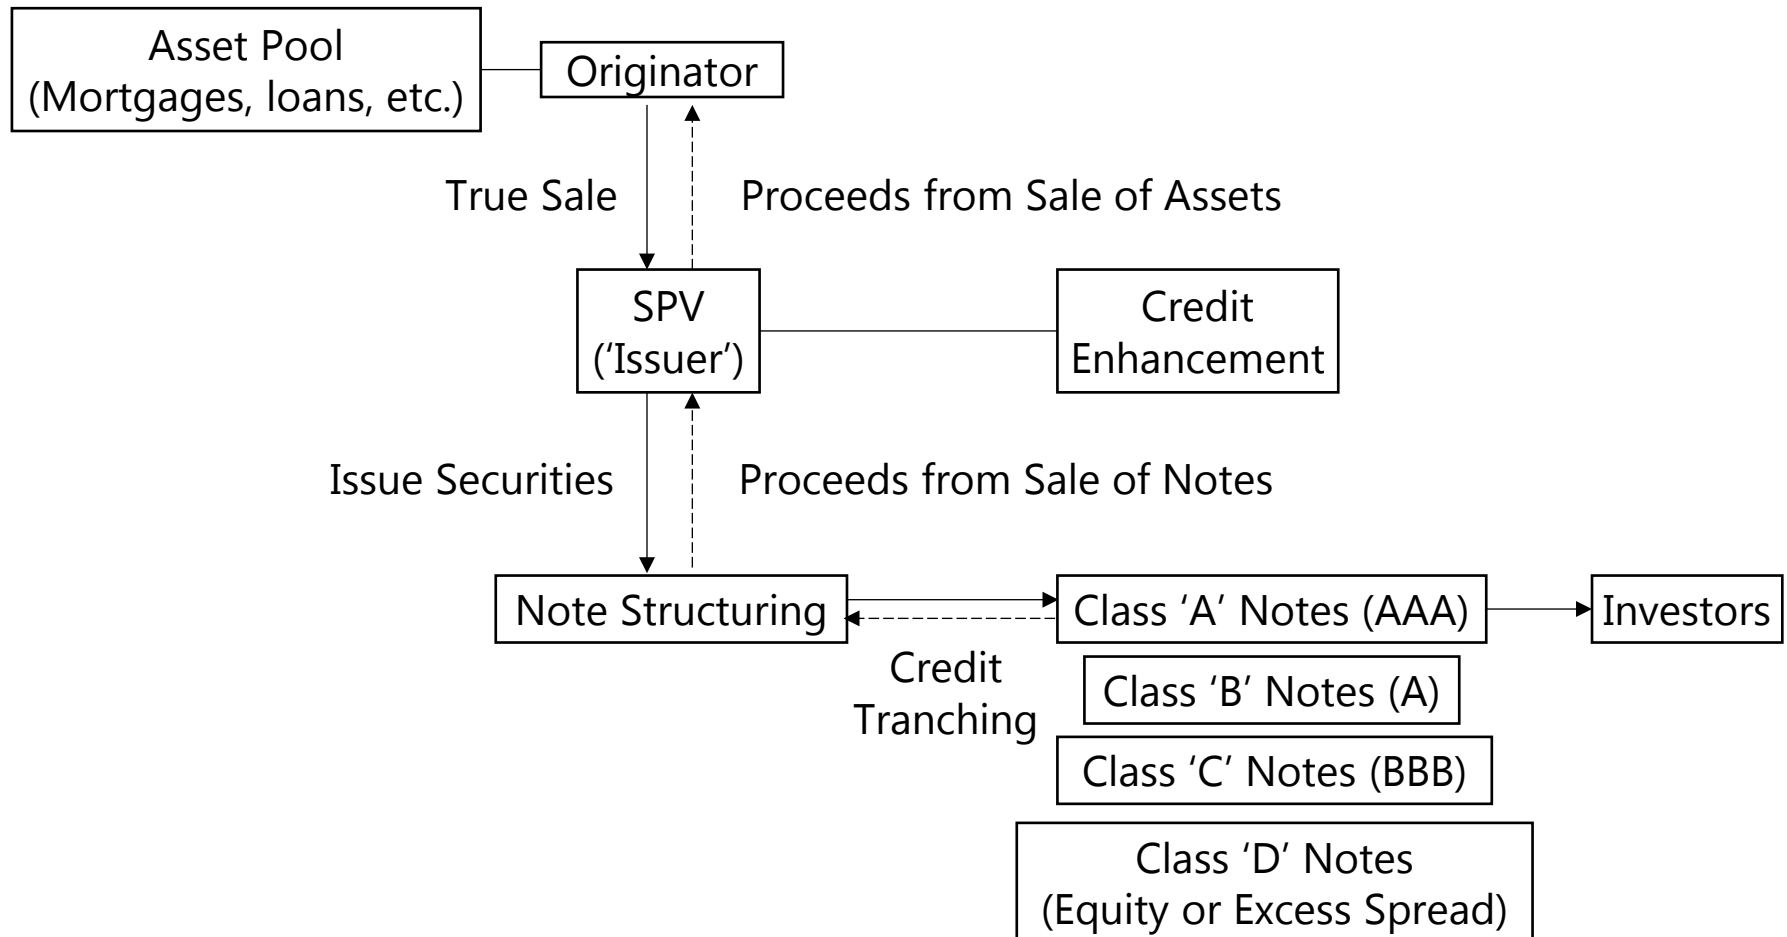 Asset Pool
(Mortgages, loans, etc.)
Originator
True Sale
Proceeds from Sale of Assets
SPV
(‘Issuer’)
Credit
Enhancement
Issue Securities
Proceeds from Sale of Notes
Note Structuring
Class ‘A’ Notes (AAA)
Investors
Credit
Tranching
Class ‘B’ Notes (A)
Class ‘C’ Notes (BBB)
Class ‘D’ Notes
(Equity or Excess Spread)